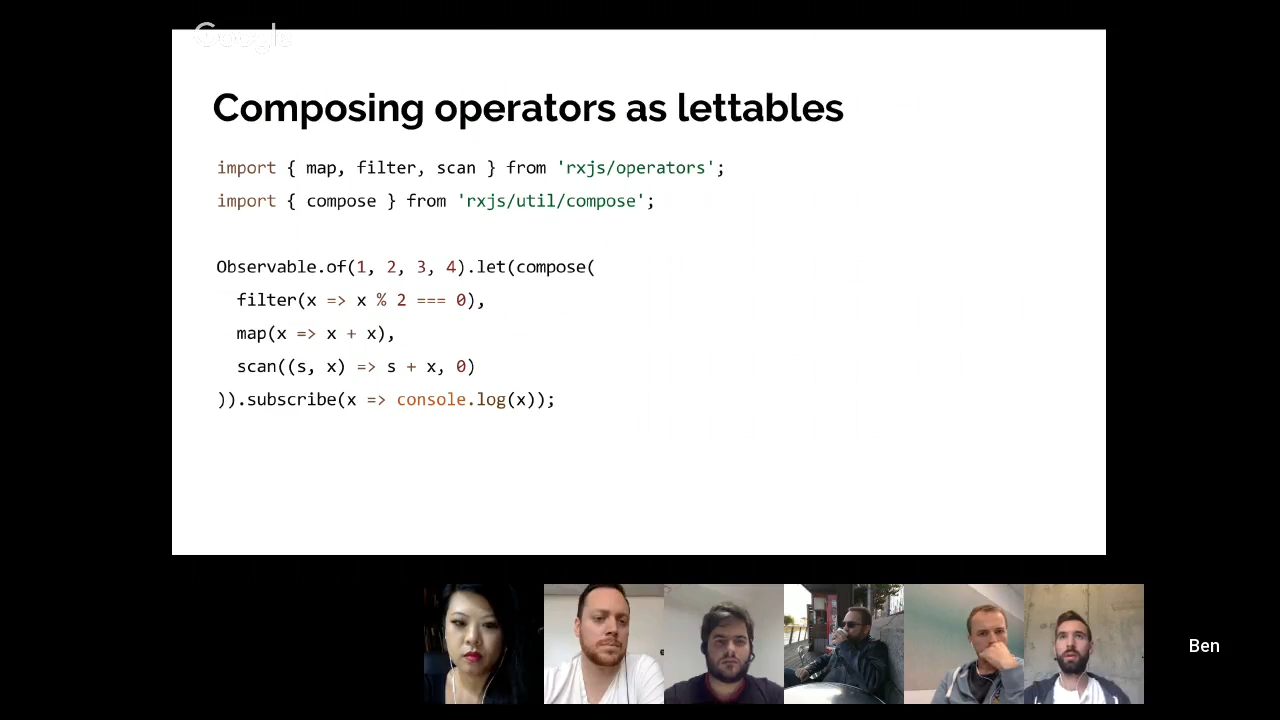 Google
Composing operators as lettables
import { map, filter, scan } from 'rxjs/operators';
import { compose } from 'rxjs/util/compose';
Observable.of(1, 2, 3, 4).let(compose(
filter(x => x % 2 === 0),
map(x => x + x),
scan((s, x) => s + x, 0)
)).subscribe(x => console.log(x));
Ben